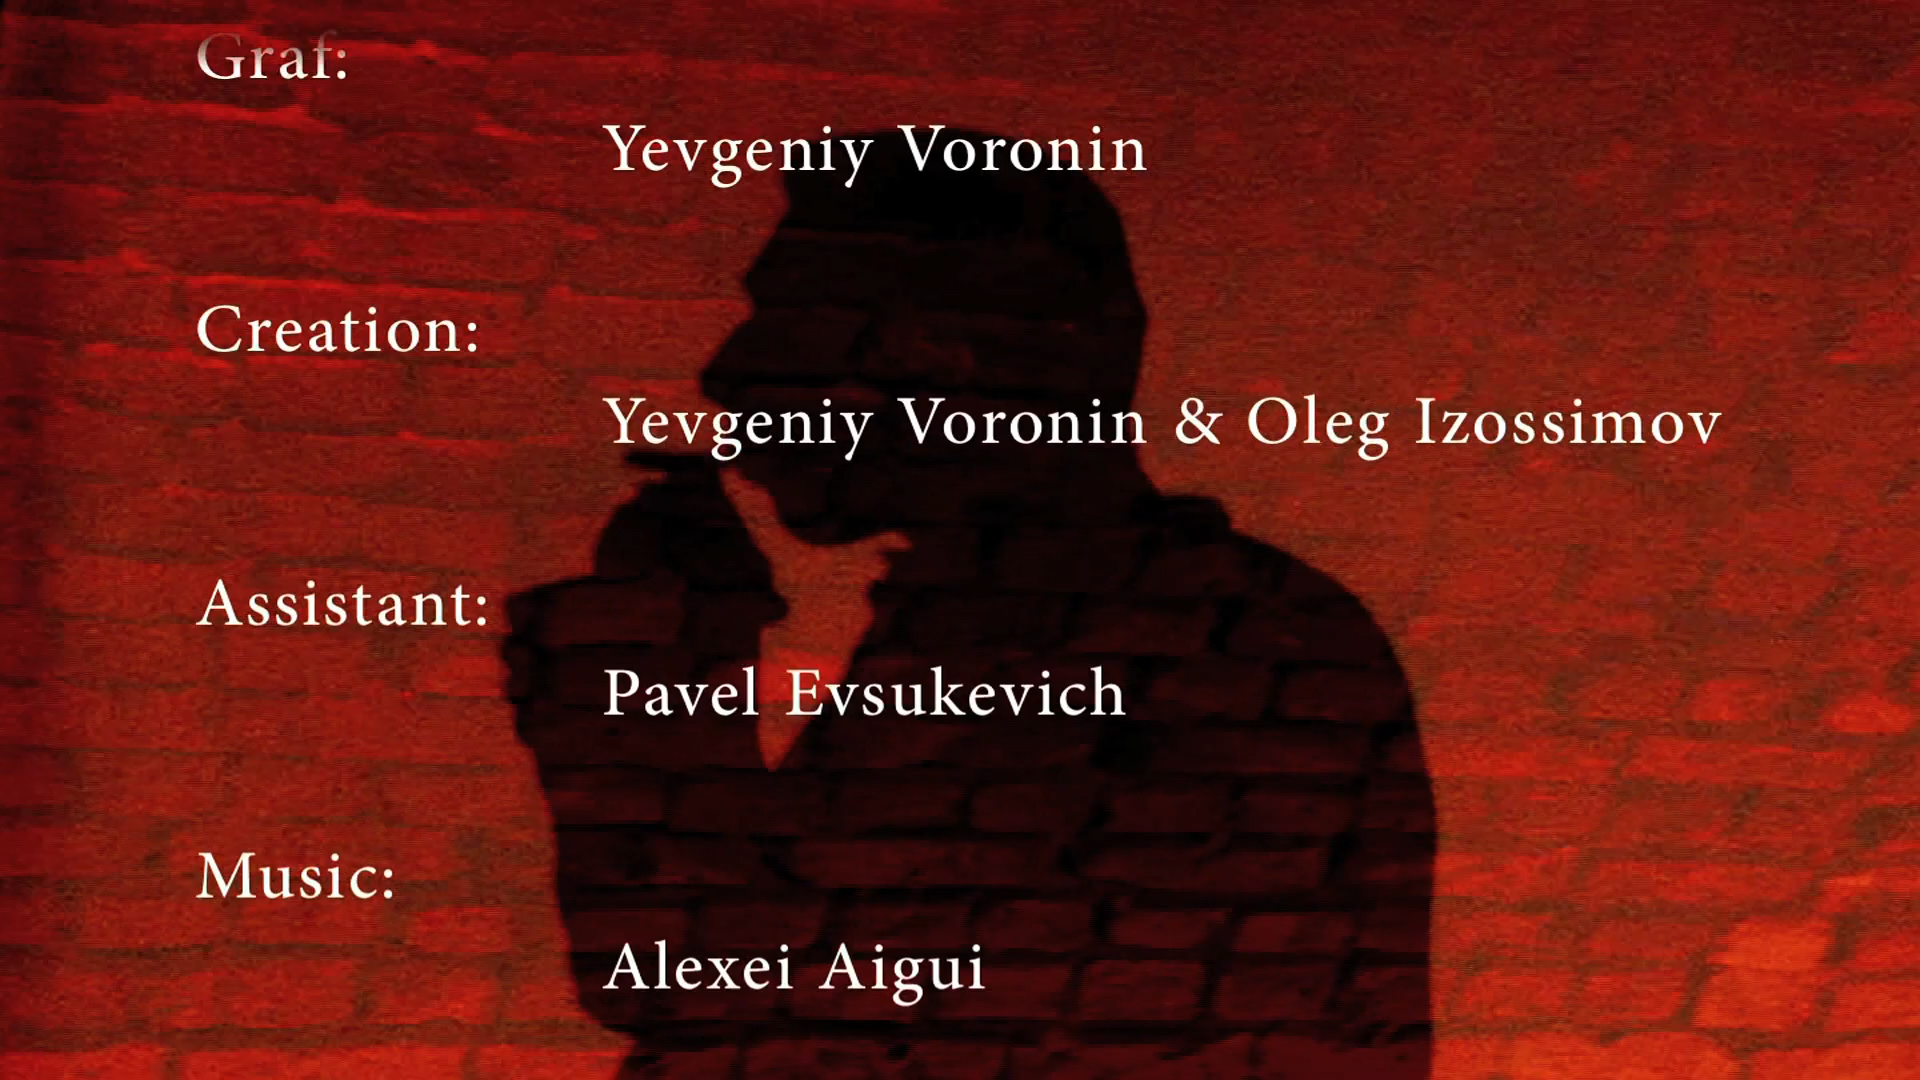 Graf:
Yevgeniy Voronin
Creation:
Yevgeniy Voronin & Oleg Izossimov
Assistant:
Pavel Evsukevich
Music:
Alexei Aigui